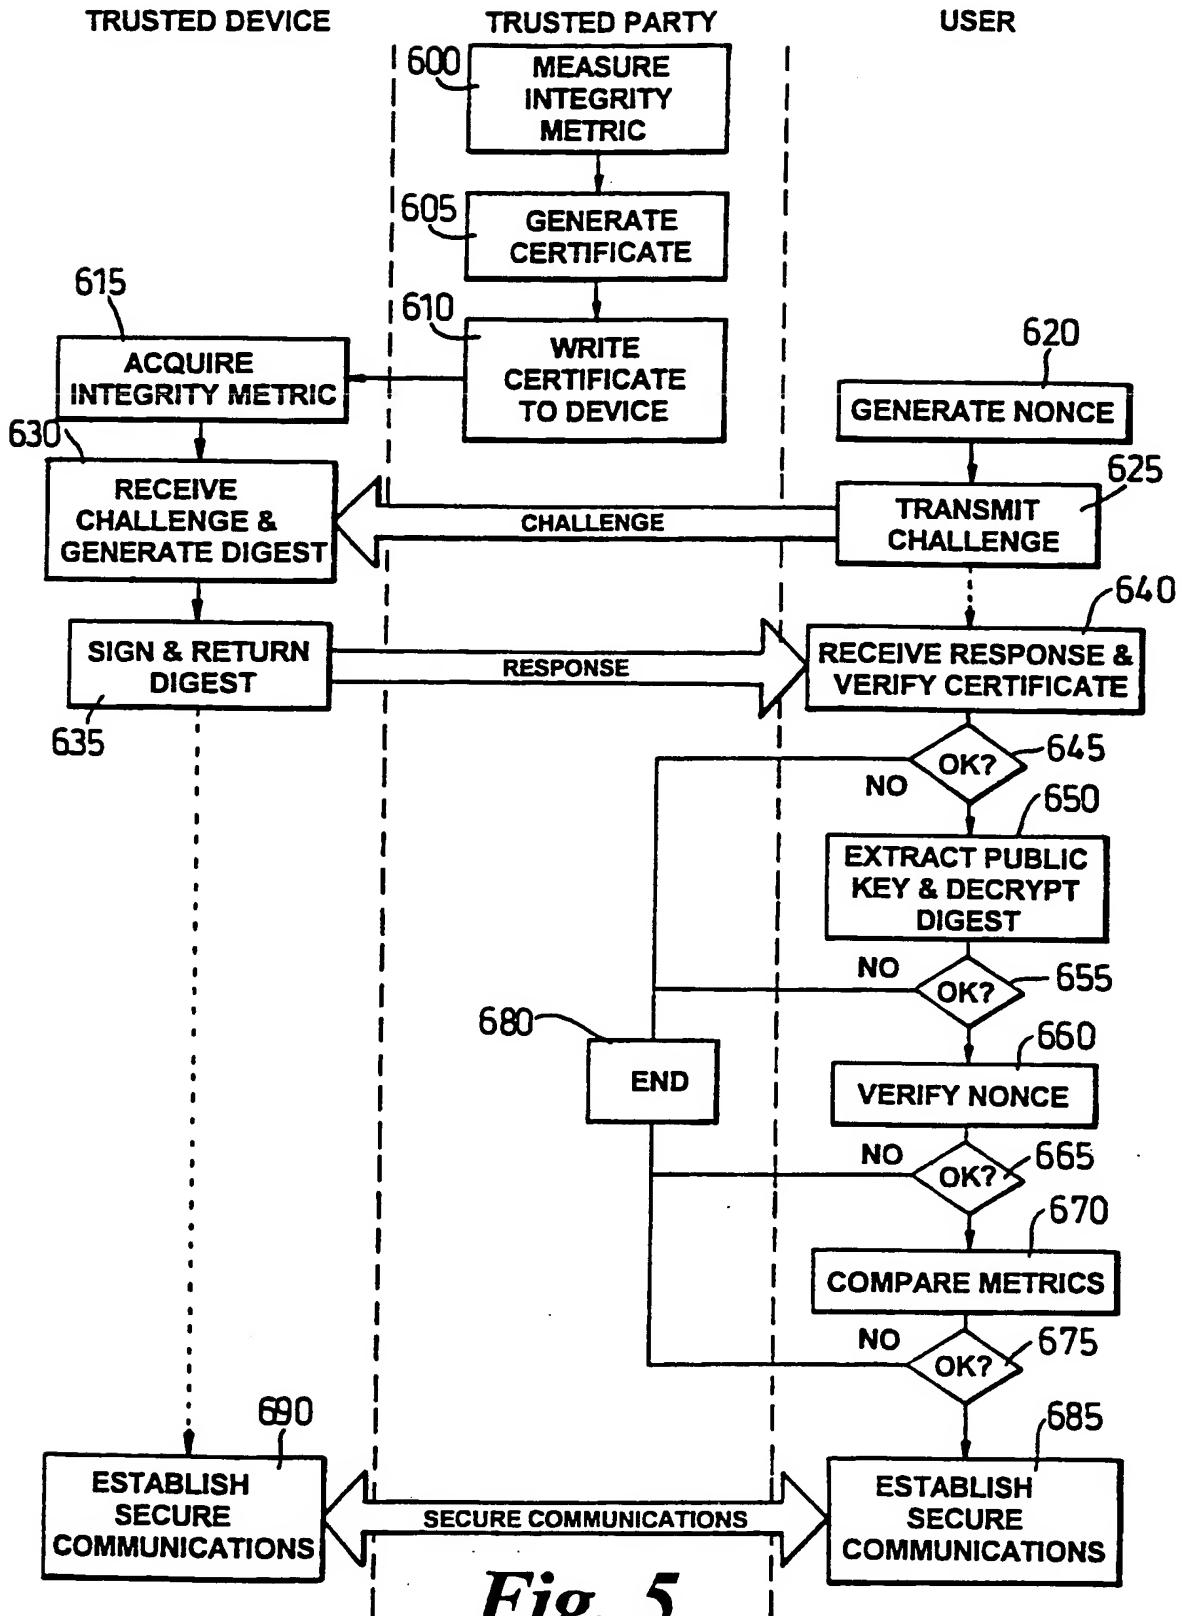 TRUSTED DEVICE
TRUSTED PARTY
USER
600
MEASURE
INTEGRITY
METRIC
605
GENERATE
CERTIFICATE
615
610
WRITE
CERTIFICATE
TO DEVICE
ACQUIRE
INTEGRITY METRIC
620
GENERATE NONCE
630
RECEIVE
CHALLENGE &
GENERATE DIGEST
CHALLENGE
625
TRANSMIT
CHALLENGE
640
SIGN & RETURN
DIGEST
635
RESPONSE
RECEIVE RESPONSE &
VERIFY CERTIFICATE
OK?
645
NO
650
EXTRACT PUBLIC
KEY & DECRYPT
DIGEST
NO
OK?
655
680
END
660
VERIFY NONCE
NO
OK?
665
670
COMPARE METRICS
NO
OK?
675
690
ESTABLISH
SECURE
COMMUNICATIONS
SECURE COMMUNICATIONS
685
ESTABLISH
SECURE
COMMUNICATIONS
Fig. 5